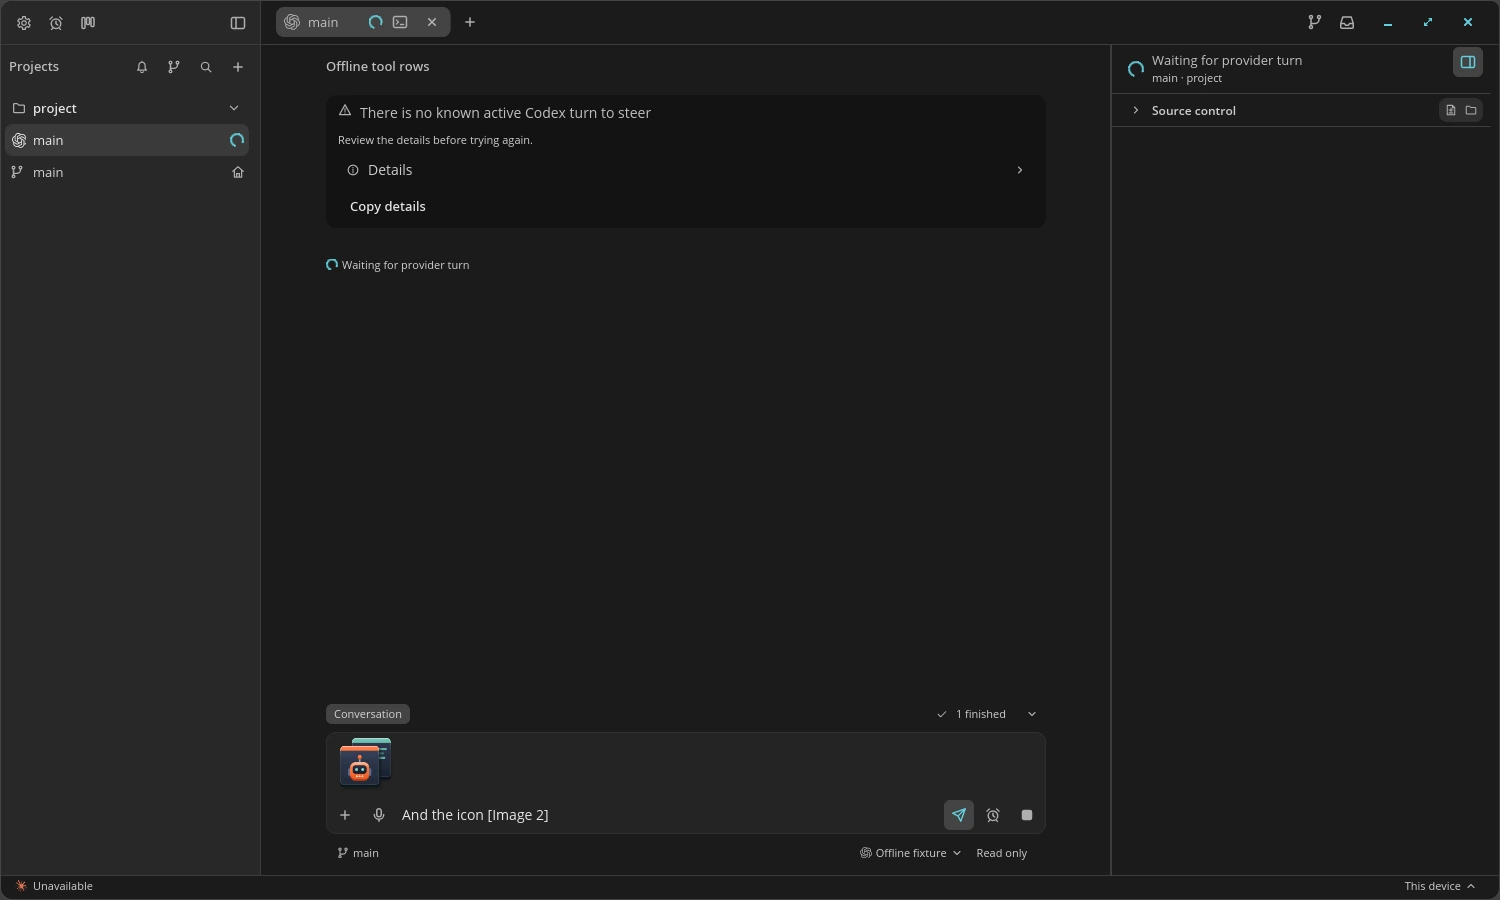 main
Projects
project
main
main
Offline tool rows
There is no known active Codex turn to steer
Review the details before trying again.
Details
Copy details
Waiting for provider turn
Conversation
1 finished
And the icon [Image 2]
main
Offline fixture
Read only
Waiting for provider turn
main · project
Source control
Unavailable
This device